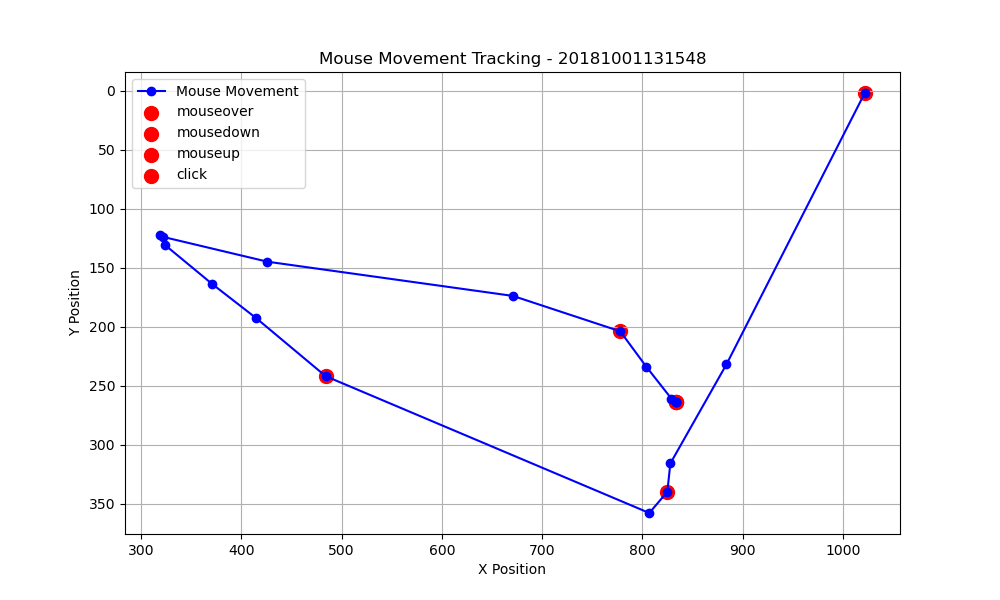 Mouse Movement Tracking - 20181001131548
Mouse Movement
mouseover
mousedown
mouseup
click
Y Position
0
50
100
150
200
250
300
350
300 400 500 600 700 800 900 1000
X Position